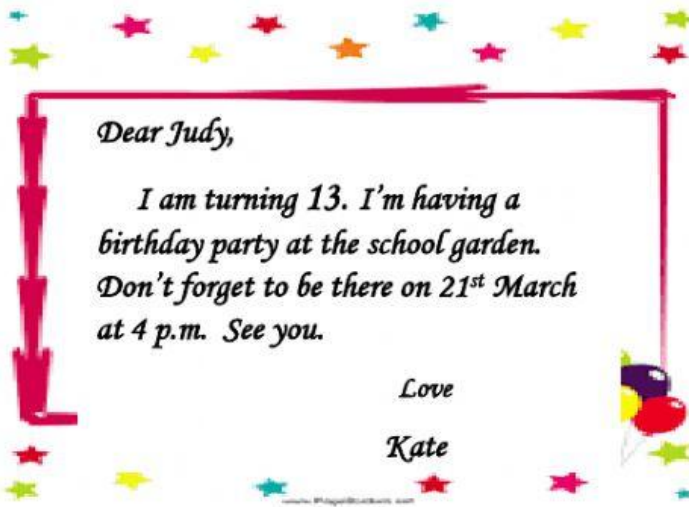 Dear Judy,
I am turning 13. I'm having a
birthday party at the school garden.
Don't forget to be there on 21st March
at 4 p.m. See you.
Love
Kate